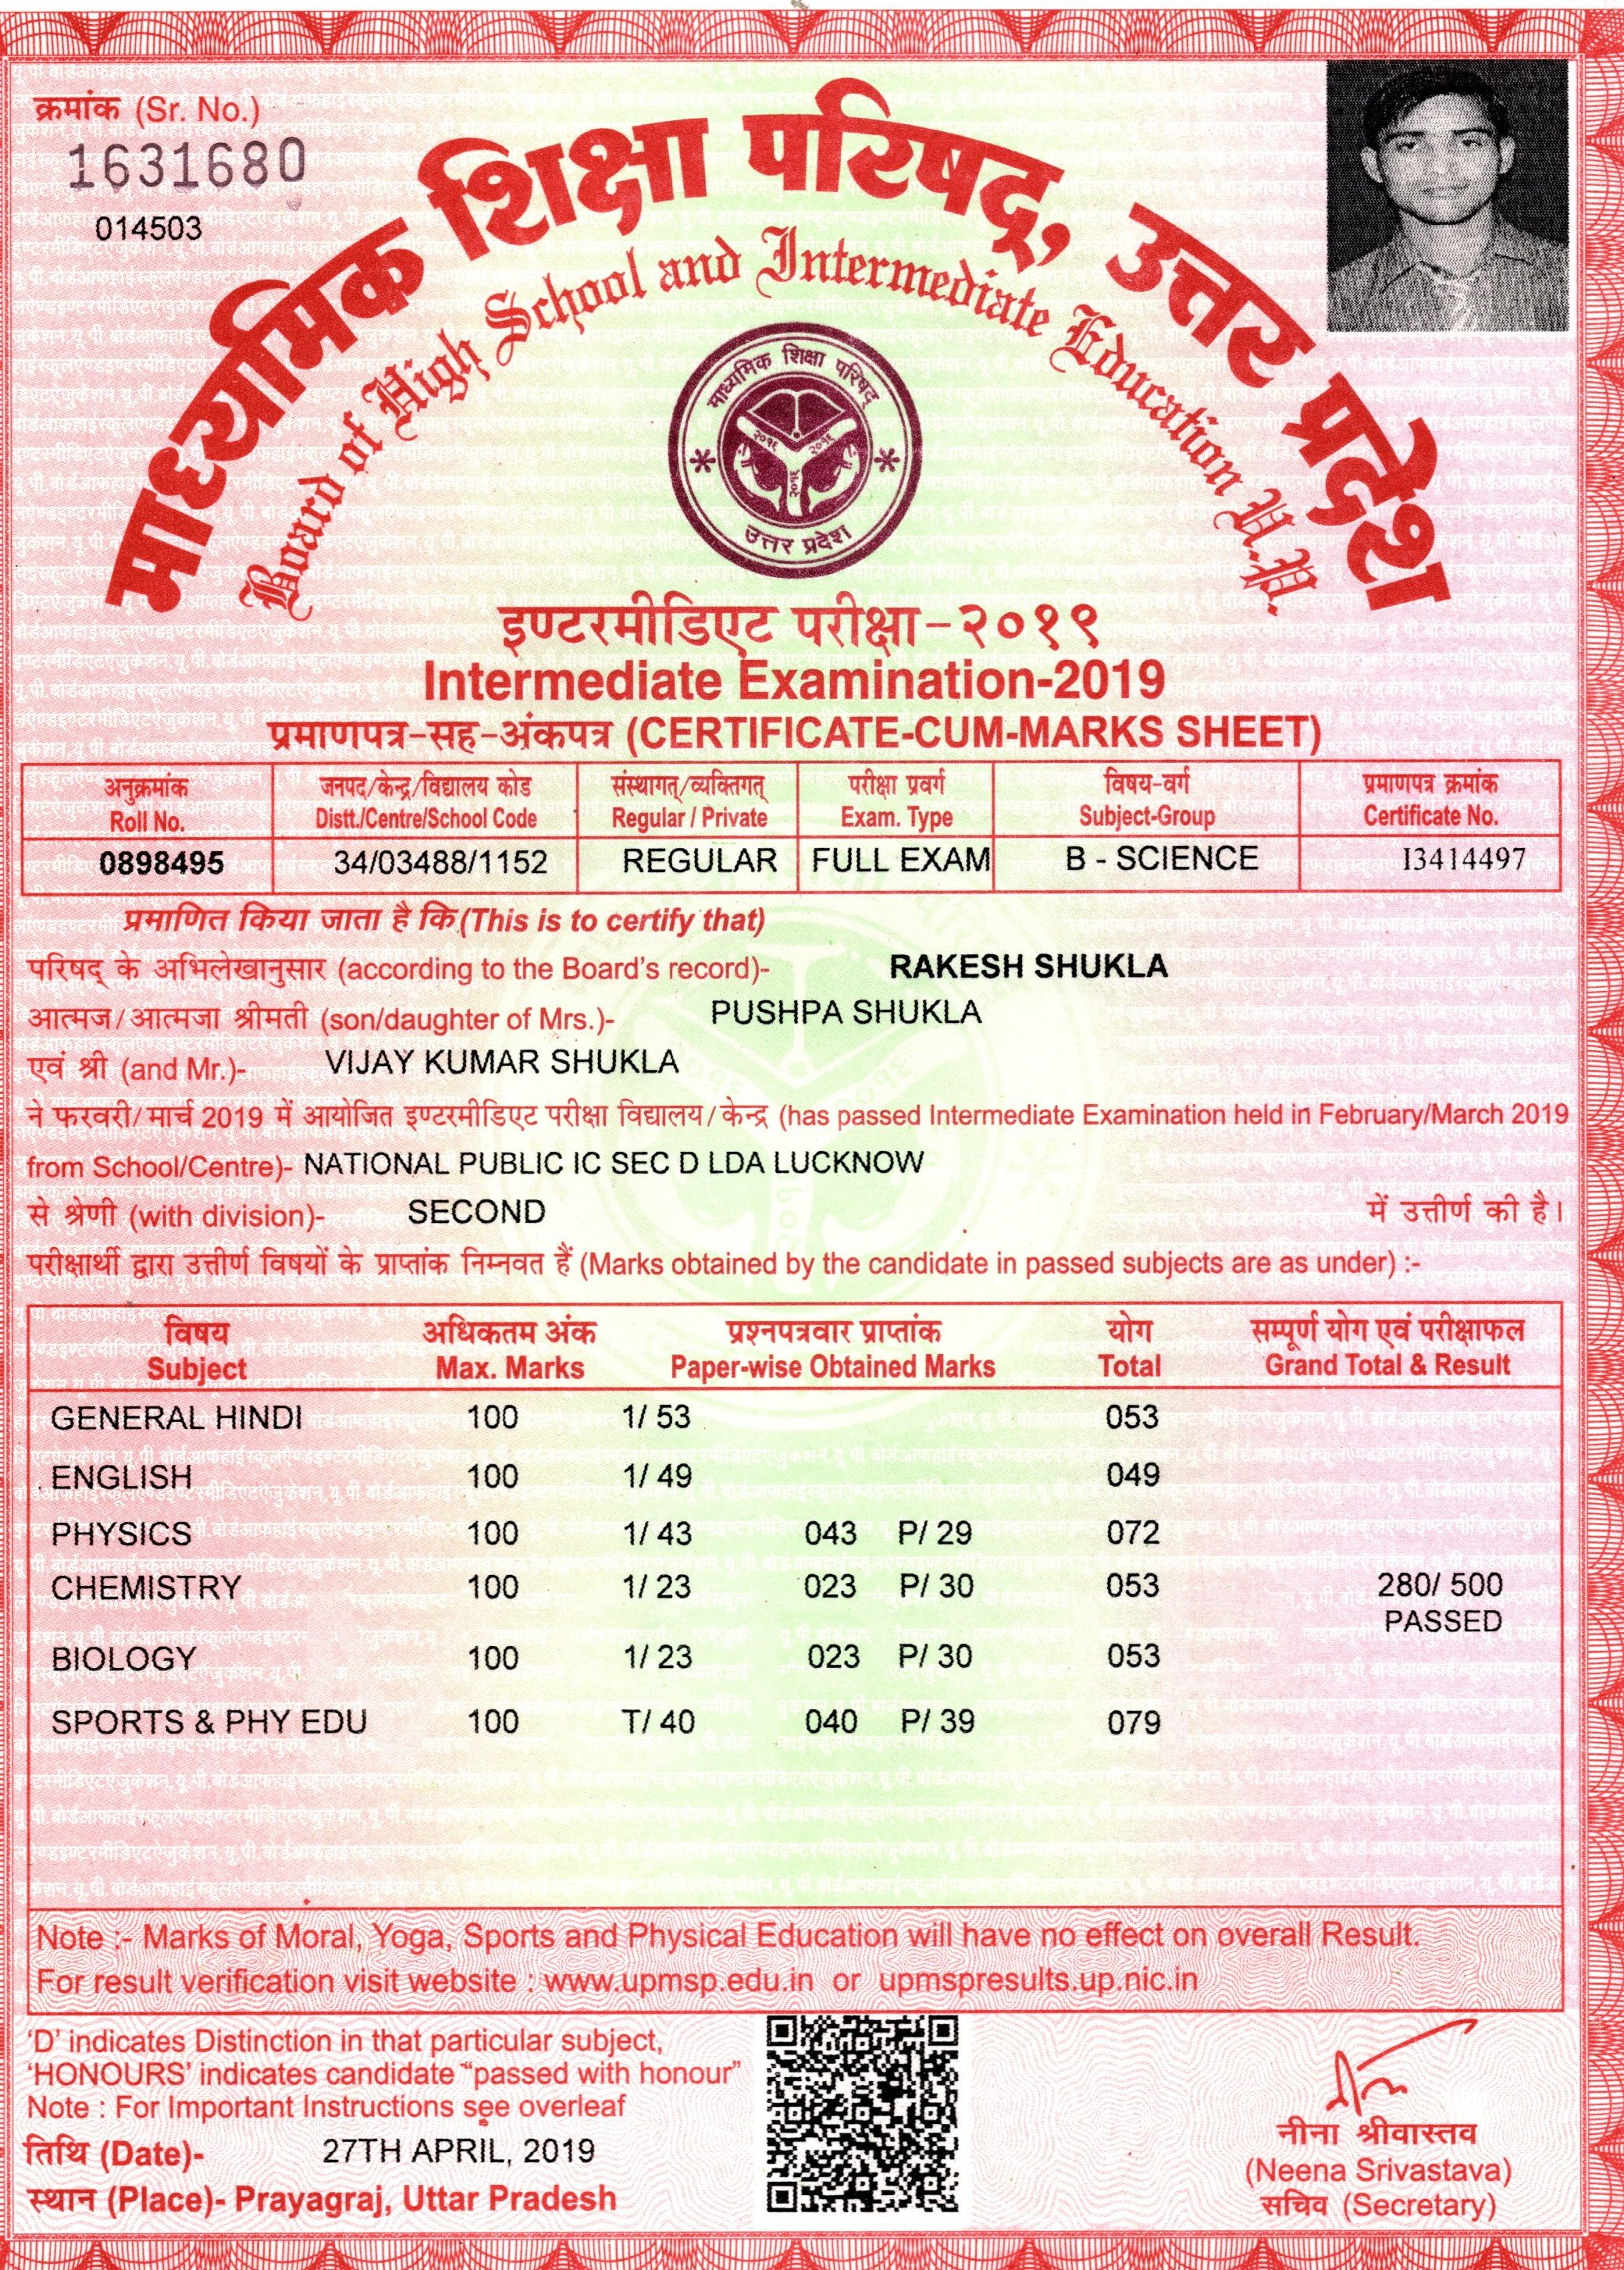 क्रमांक (Sr. No.)
1631680
014503
माध्यमिक शिक्षा परिषद्, उत्तर प्रदेश
Board of High School and Intermediate Education U.P.
माध्यमिक शिक्षा परिषद्
उत्तर प्रदेश
इण्टरमीडिएट परीक्षा-२०१९
Intermediate Examination-2019
प्रमाणपत्र-सह-अंकपत्र (CERTIFICATE-CUM-MARKS SHEET)
अनुक्रमांक जनपद/केन्द्र/विद्यालय कोड संस्थागत्/व्यक्तिगत् परीक्षा प्रवर्ग विषय-वर्ग प्रमाणपत्र क्रमांक
Roll No. Distt./Centre/School Code Regular / Private Exam. Type Subject-Group Certificate No.
0898495 34/03488/1152 REGULAR FULL EXAM B - SCIENCE I3414497
प्रमाणित किया जाता है कि (This is to certify that)
परिषद् के अभिलेखानुसार (according to the Board's record)- RAKESH SHUKLA
आत्मज/आत्मजा श्रीमती (son/daughter of Mrs.)- PUSHPA SHUKLA
एवं श्री (and Mr.)- VIJAY KUMAR SHUKLA
ने फरवरी/मार्च 2019 में आयोजित इण्टरमीडिएट परीक्षा विद्यालय/केन्द्र (has passed Intermediate Examination held in February/March 2019
from School/Centre)- NATIONAL PUBLIC IC SEC D LDA LUCKNOW
से श्रेणी (with division)- SECOND में उत्तीर्ण की है।
परीक्षार्थी द्वारा उत्तीर्ण विषयों के प्राप्तांक निम्नवत हैं (Marks obtained by the candidate in passed subjects are as under) :-
विषय अधिकतम अंक प्रश्नपत्रवार प्राप्तांक योग सम्पूर्ण योग एवं परीक्षाफल
Subject Max. Marks Paper-wise Obtained Marks Total Grand Total & Result
GENERAL HINDI 100 1/ 53 053
ENGLISH 100 1/ 49 049
PHYSICS 100 1/ 43 043 P/ 29 072
CHEMISTRY 100 1/ 23 023 P/ 30 053 280/ 500
PASSED
BIOLOGY 100 1/ 23 023 P/ 30 053
SPORTS & PHY EDU 100 T/ 40 040 P/ 39 079
Note :- Marks of Moral, Yoga, Sports and Physical Education will have no effect on overall Result.
For result verification visit website : www.upmsp.edu.in or upmspresults.up.nic.in
'D' indicates Distinction in that particular subject,
'HONOURS' indicates candidate "passed with honour"
Note : For Important Instructions see overleaf
तिथि (Date)- 27TH APRIL, 2019
स्थान (Place)- Prayagraj, Uttar Pradesh
नीना श्रीवास्तव
(Neena Srivastava)
सचिव (Secretary)